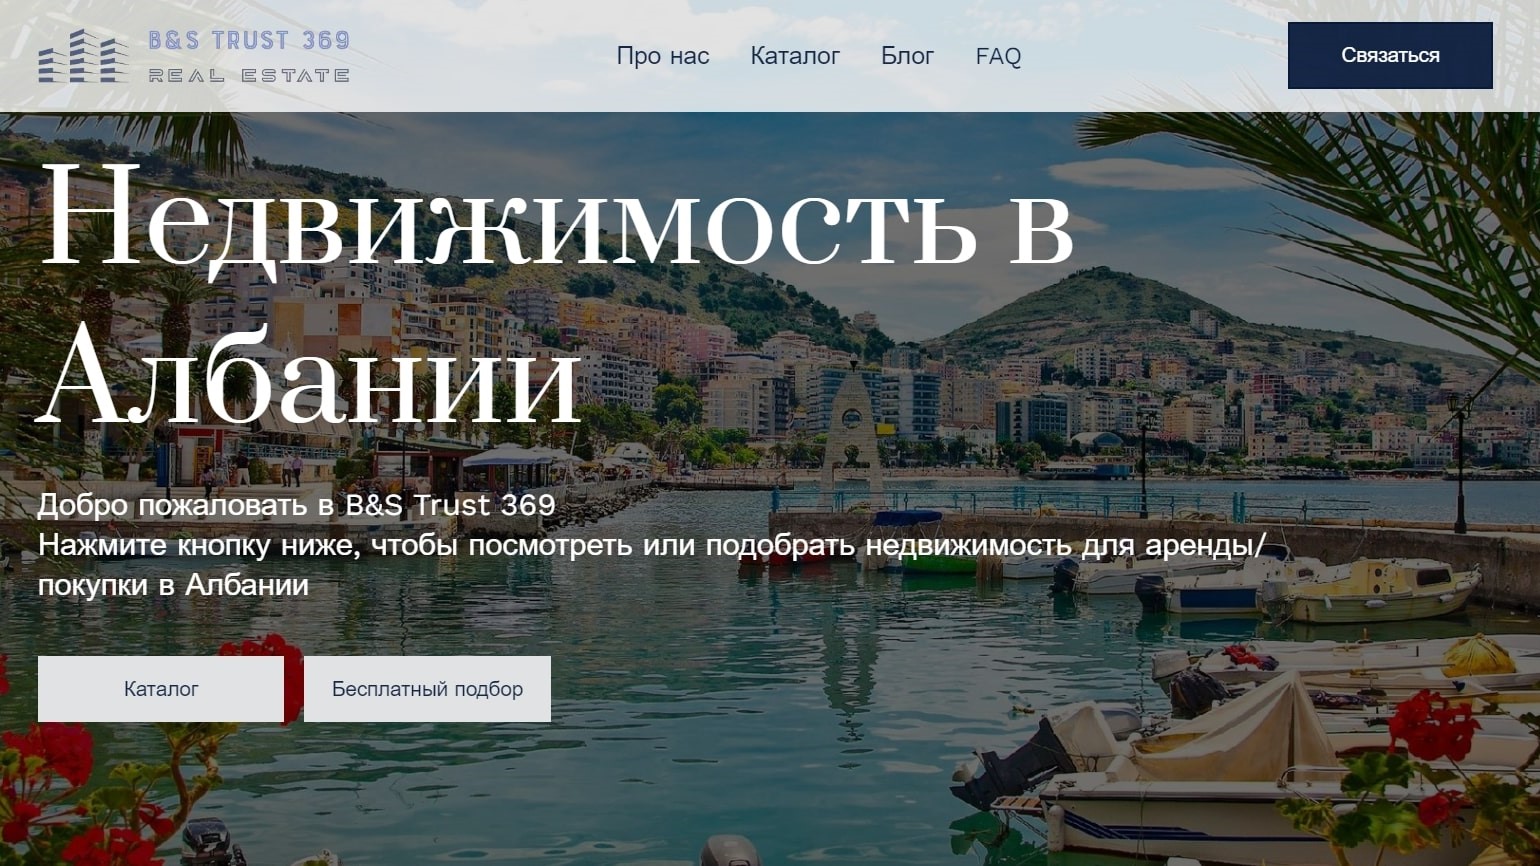 B&S TRUST 369
REAL ESTATE
Про нас
Каталог
Блог
FAQ
Связаться
Недвижимость в
Албании
Добро пожаловать в B&S Trust 369
Нажмите кнопку ниже, чтобы посмотреть или подобрать недвижимость для аренды/
покупки в Албании
Каталог
Бесплатный подбор